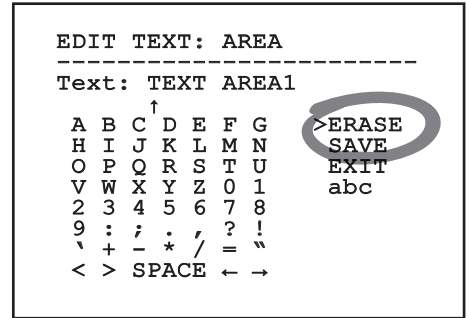 EDIT TEXT: AREA
------------------------
Text: TEXT AREA1
↑
A B C D E F G >ERASE
H I J K L M N SAVE
O P Q R S T U EXIT
V W X Y Z 0 1 abc
2 3 4 5 6 7 8
9 : ; . , ? !
‵ + - * / = ‶
< > SPACE ← →